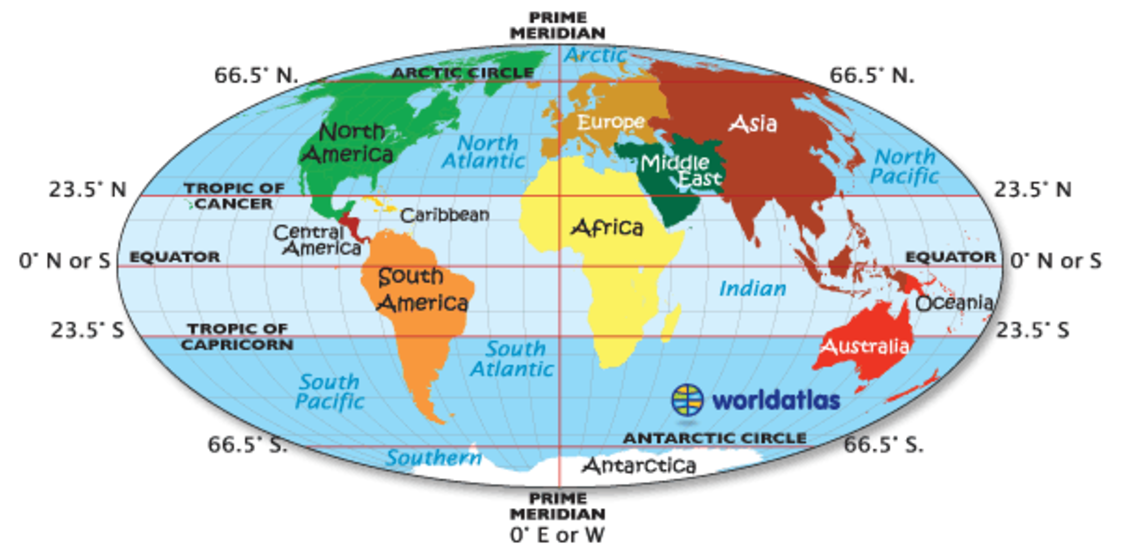 PRIME
MERIDIAN
Arctic
66.5° N.
ARCTIC CIRCLE
66.5° N.
North
America
North
Atlantic
Europe
Asia
Middle
East
North
Pacific
23.5° N
TROPIC OF
CANCER
23.5° N
Caribbean
Central
America
Africa
0° N or S
EQUATOR
EQUATOR
0° N or S
South
America
Indian
Oceania
23.5° S
TROPIC OF
CAPRICORN
23.5° S
Australia
South
Atlantic
South
Pacific
worldatlas
66.5° S.
ANTARCTIC CIRCLE
66.5° S.
Southern
Antarctica
PRIME
MERIDIAN
0° E or W